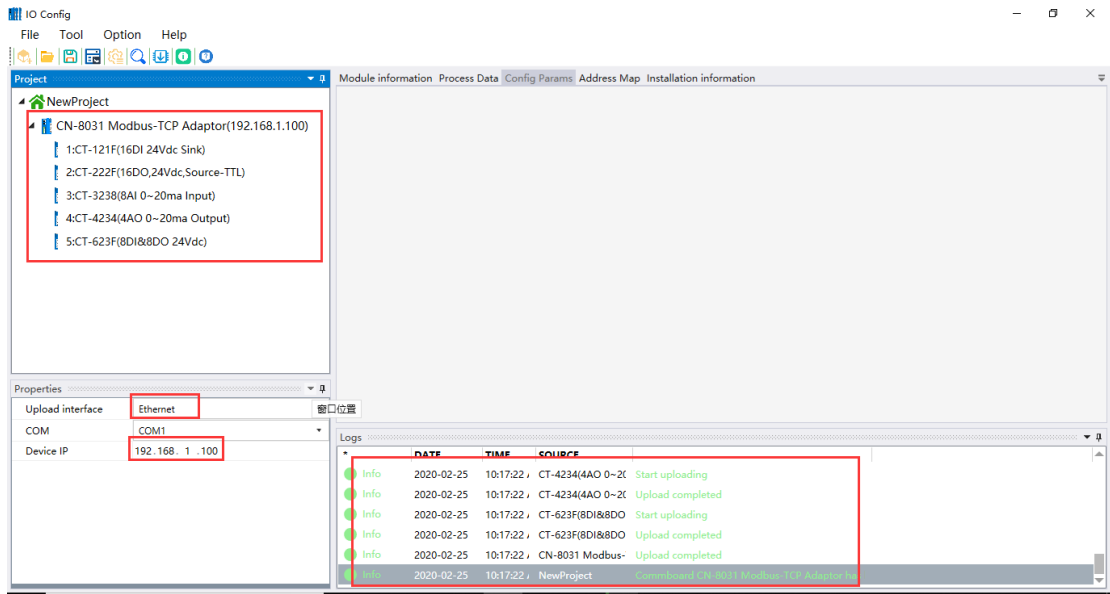 IO Config
File Tool Option Help
Project
Module information Process Data Config Params Address Map Installation information
NewProject
CN-8031 Modbus-TCP Adaptor(192.168.1.100)
1:CT-121F(16DI 24Vdc Sink)
2:CT-222F(16DO,24Vdc,Source-TTL)
3:CT-3238(8AI 0~20ma Input)
4:CT-4234(4AO 0~20ma Output)
5:CT-623F(8DI&8DO 24Vdc)
Properties
Upload interface Ethernet
窗口位置
COM COM1
Device IP 192.168. 1 .100
Logs
* DATE TIME SOURCE
Info 2020-02-25 10:17:22 CT-4234(4AO 0~20 Start uploading
Info 2020-02-25 10:17:22 CT-4234(4AO 0~20 Upload completed
Info 2020-02-25 10:17:22 CT-623F(8DI&8DO Start uploading
Info 2020-02-25 10:17:22 CT-623F(8DI&8DO Upload completed
Info 2020-02-25 10:17:22 CN-8031 Modbus- Upload completed
Info 2020-02-25 10:17:22 NewProject Commboard CN-8031 Modbus-TCP Adaptor ha